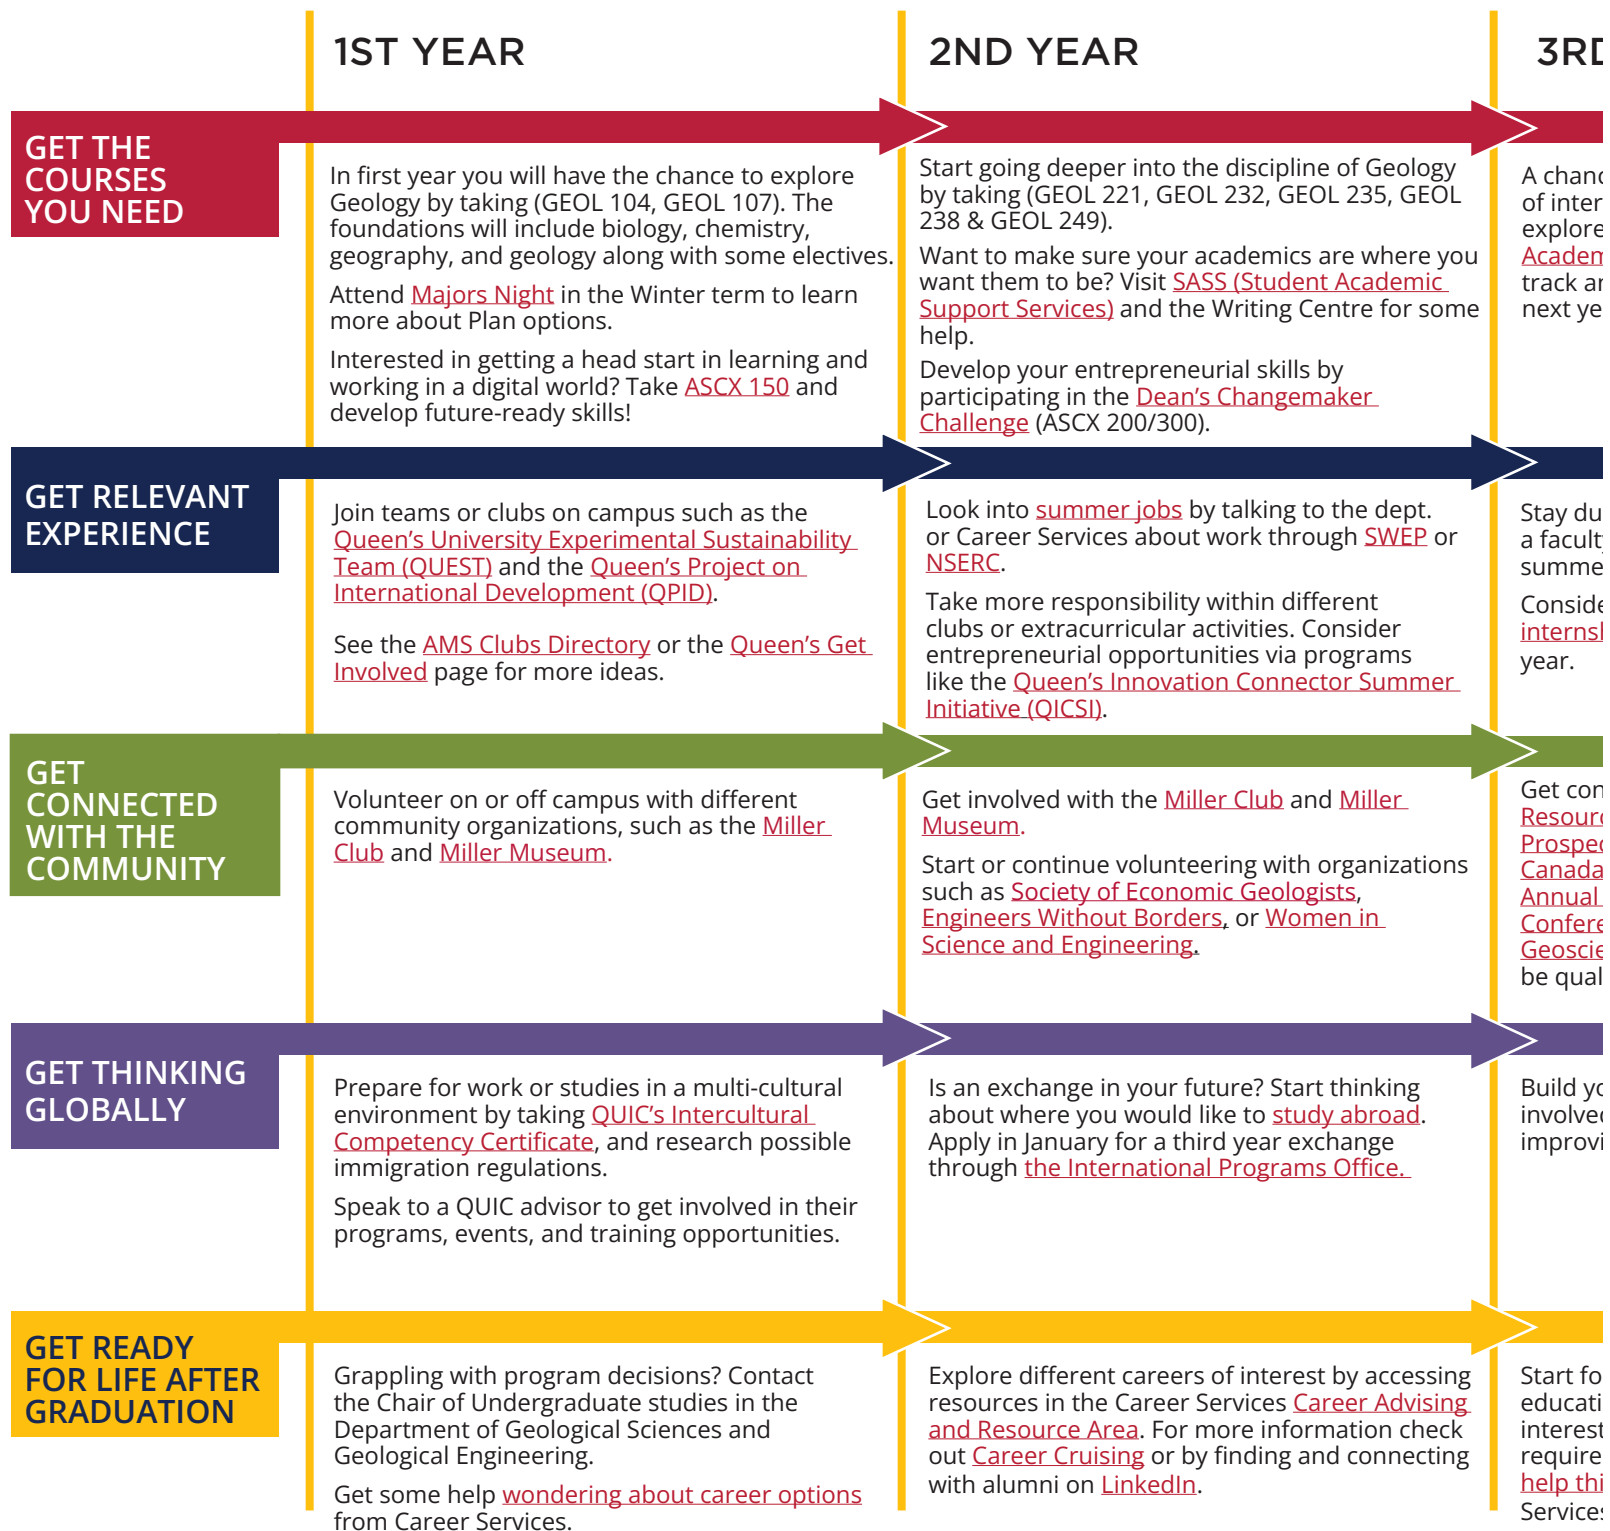 1ST YEAR
2ND YEAR
GET THE
COURSES
YOU NEED
In first year you will have the chance to explore
Geology by taking (GEOL 104, GEOL 107). The
foundations will include biology, chemistry,
geography, and geology along with some electives.
Attend Majors Night in the Winter term to learn
more about Plan options.
Interested in getting a head start in learning and
working in a digital world? Take ASCX 150 and
develop future-ready skills!
Start going deeper into the discipline of Geology
by taking (GEOL 221, GEOL 232, GEOL 235, GEOL
238 & GEOL 249).
Want to make sure your academics are where you
want them to be? Visit SASS (Student Academic
Support Services) and the Writing Centre for some
help.
Develop your entrepreneurial skills by
participating in the Dean's Changemaker
Challenge (ASCX 200/300).
A
of
track
next
GET RELEVANT
EXPERIENCE
Join teams or clubs on campus such as the
Queen's University Experimental Sustainability
Team (QUEST) and the Queen's Project on
International Development (QPID).
See the AMS Clubs Directory or the Queen's Get
Involved page for more ideas.
Look into summer jobs by talking to the dept.
or Career Services about work through SWEP or
NSERC.
Take more responsibility within different
clubs or extracurricular activities. Consider
entrepreneurial opportunities via programs
like the Queen's Innovation Connector Summer
Initiative (QICSI).
Stay
a
year.
GET
CONNECTED
WITH THE
COMMUNITY
Volunteer on or off campus with different
community organizations, such as the Miller
Club and Miller Museum.
Get involved with the Miller Club and Miller
Museum.
Start or continue volunteering with organizations
such as Society of Economic Geologists,
Engineers Without Borders, or Women in
Science and Engineering.
Get
Canada
Annual
be
GET THINKING
GLOBALLY
Prepare for work or studies in a multi-cultural
environment by taking QUIC's Intercultural
Competency Certificate, and research possible
immigration regulations.
Speak to a QUIC advisor to get involved in their
programs, events, and training opportunities.
Is an exchange in your future? Start thinking
about where you would like to study abroad.
Apply in January for a third year exchange
through the International Programs Office.
Build
GET READY
FOR LIFE AFTER
GRADUATION
Grappling with program decisions? Contact
the Chair of Undergraduate studies in the
Department of Geological Sciences and
Geological Engineering.
Get some help wondering about career options
from Career Services.
Explore different careers of interest by accessing
resources in the Career Services Career Advising
and Resource Area. For more information check
out Career Cruising or by finding and connecting
with alumni on LinkedIn.
Start
help